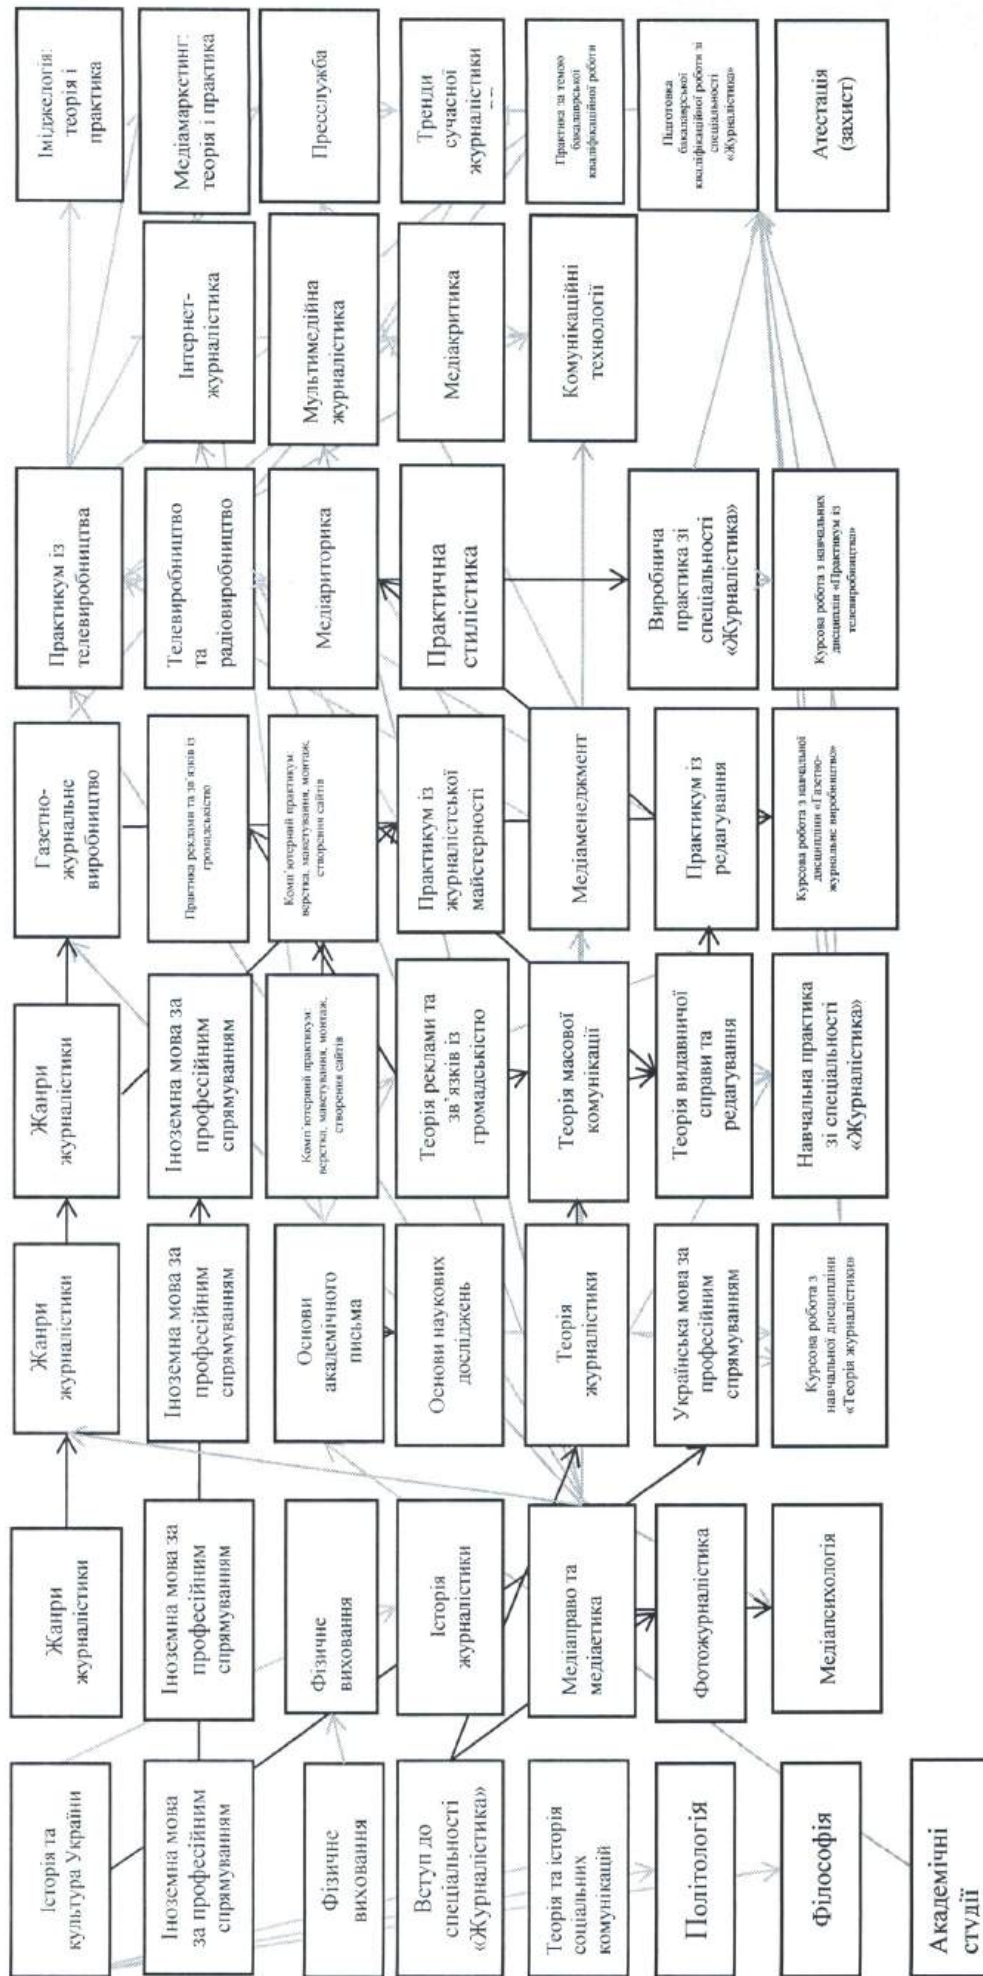 Історія та
культура України
Іноземна мова
за професійним
спрямуванням
Фізичне
виховання
Вступ до
спеціальності
«Журналістика»
Теорія та історія
соціальних
комунікацій
Політологія
Філософія
Академічні
студії
Жанри
журналістики
Іноземна мова за
професійним
спрямуванням
Фізичне
виховання
Історія
журналістики
Медіаправо та
медіаетика
Фотожурналістика
Медіапсихологія
Жанри
журналістики
Іноземна мова за
професійним
спрямуванням
Основи
академічного
письма
Основи наукових
досліджень
Теорія
журналістики
Українська мова за
професійним
спрямуванням
Курсова робота з
навчальної дисципліни
«Теорія журналістики»
Жанри
журналістики
Іноземна мова за
професійним
спрямуванням
Комп'ютерний практикум:
верстка, макетування, монтаж,
створення сайтів
Теорія реклами та
зв'язків із
громадськістю
Теорія масової
комунікації
Теорія видавничої
справи та
редагування
Навчальна практика
зі спеціальності
«Журналістика»
Газетно-
журнальне
виробництво
Практика реклами та зв'язків із
громадськістю
Комп'ютерний практикум:
верстка, макетування, монтаж,
створення сайтів
Практикум із
журналістської
майстерності
Медіаменеджмент
Практикум із
редагування
Курсова робота з навчальної
дисципліни «Газетно-
журнальне виробництво»
Практикум із
телевиробництва
Телевиробництво
та
радіовиробництво
Медіариторика
Практична
стилістика
Виробнича
практика зі
спеціальності
«Журналістика»
Курсова робота з навчальних
дисциплін «Практикум із
телевиробництва»
Інтернет-
журналістика
Мультимедійна
журналістика
Медіакритика
Комунікаційні
технології
Іміджелогія:
теорія і
практика
Медіамаркетинг:
теорія і практика
Пресслужба
Тренди
сучасної
журналістики
Практика за темою
бакалаврської
кваліфікаційної роботи
Підготовка
бакалаврської
кваліфікаційної роботи зі
спеціальності
«Журналістика»
Атестація
(захист)